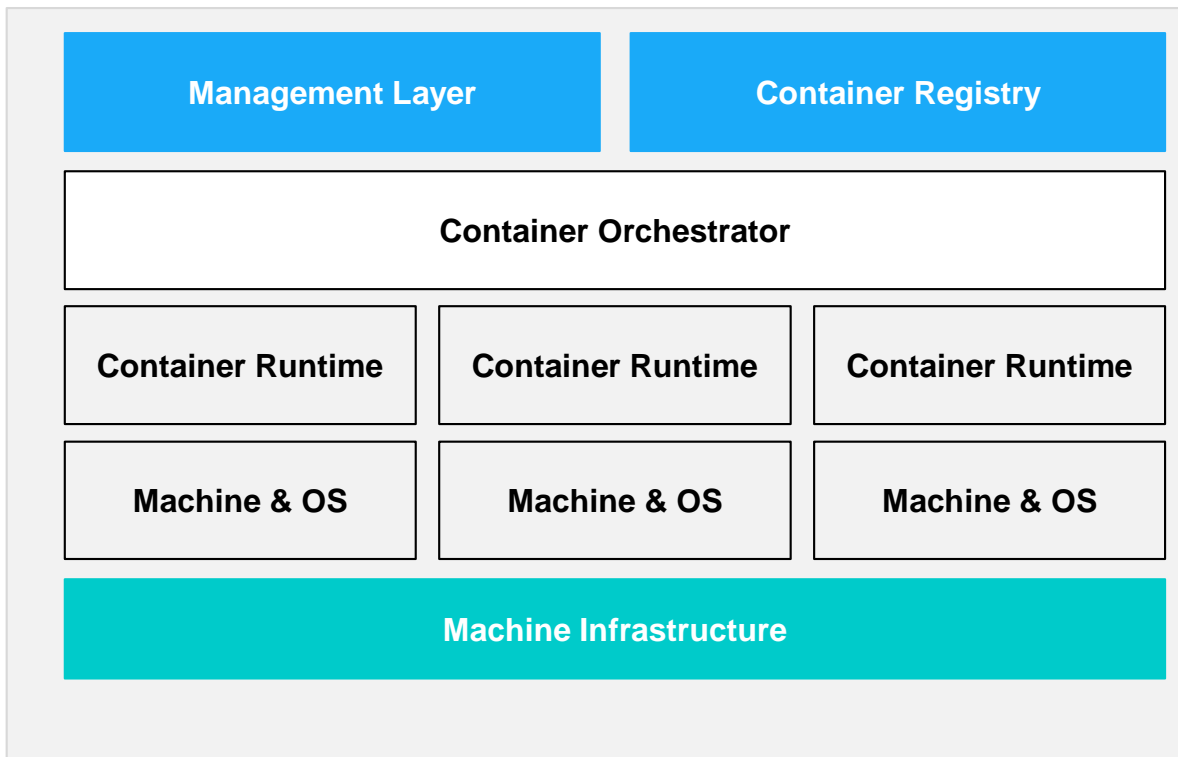 Management Layer
Container Registry
Container Orchestrator
Container Runtime
Container Runtime
Container Runtime
Machine & OS
Machine & OS
Machine & OS
Machine Infrastructure